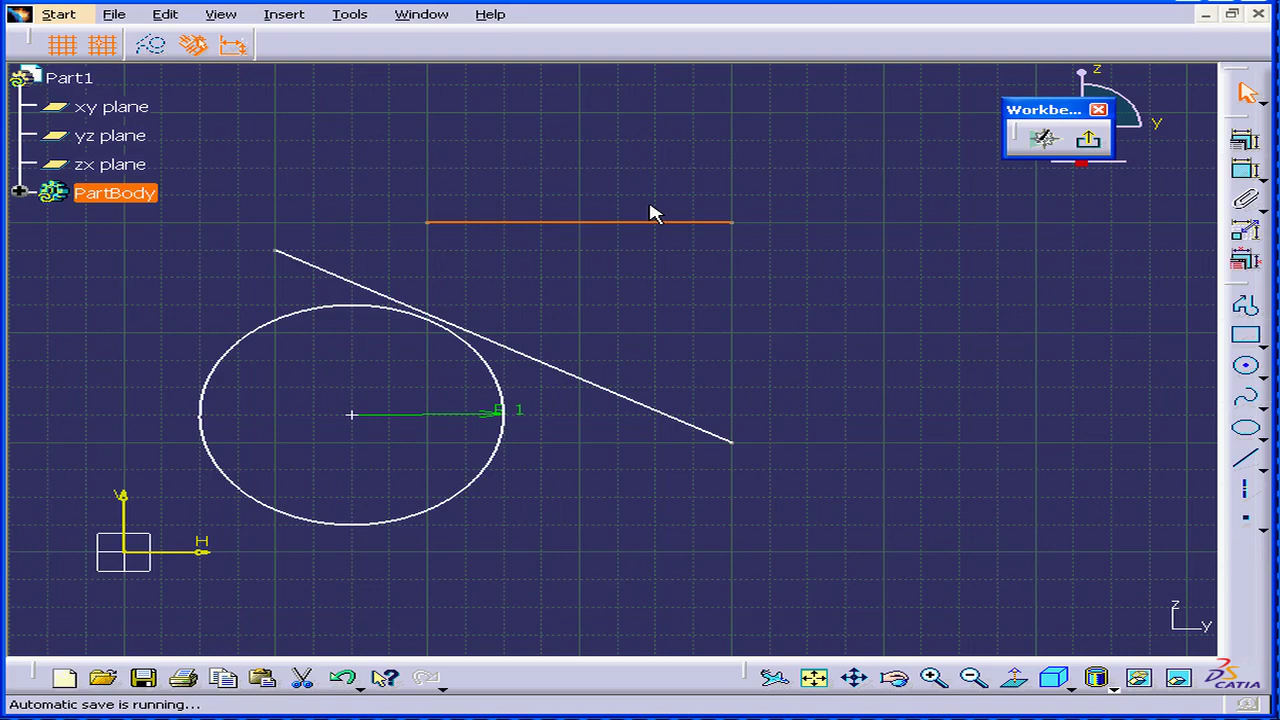 Start File Edit View Insert Tools Window Help
Part1
xy plane
yz plane
zx plane
PartBody
z
y
Workbe...
1
V
H
z
y
CATIA
Automatic save is running...